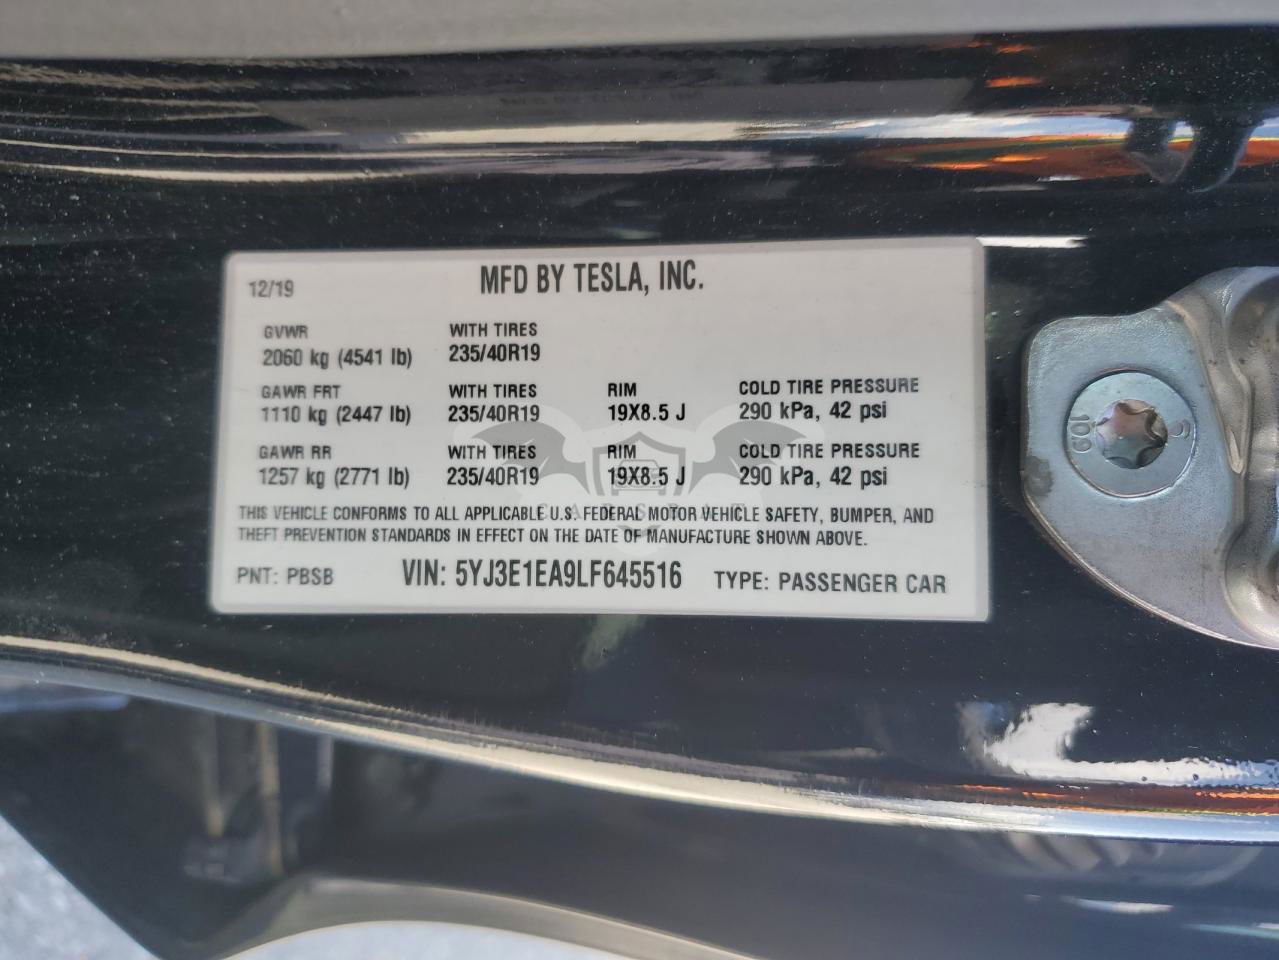 12/19 MFD BY TESLA, INC.
GVWR WITH TIRES
2060 kg (4541 lb) 235/40R19
GAWR FRT WITH TIRES RIM COLD TIRE PRESSURE
1110 kg (2447 lb) 235/40R19 19X8.5 J 290 kPa, 42 psi
GAWR RR WITH TIRES RIM COLD TIRE PRESSURE
1257 kg (2771 lb) 235/40R19 19X8.5 J 290 kPa, 42 psi
THIS VEHICLE CONFORMS TO ALL APPLICABLE U.S. FEDERAL MOTOR VEHICLE SAFETY, BUMPER, AND
THEFT PREVENTION STANDARDS IN EFFECT ON THE DATE OF MANUFACTURE SHOWN ABOVE.
PNT: PBSB VIN: 5YJ3E1EA9LF645516 TYPE: PASSENGER CAR
10.9